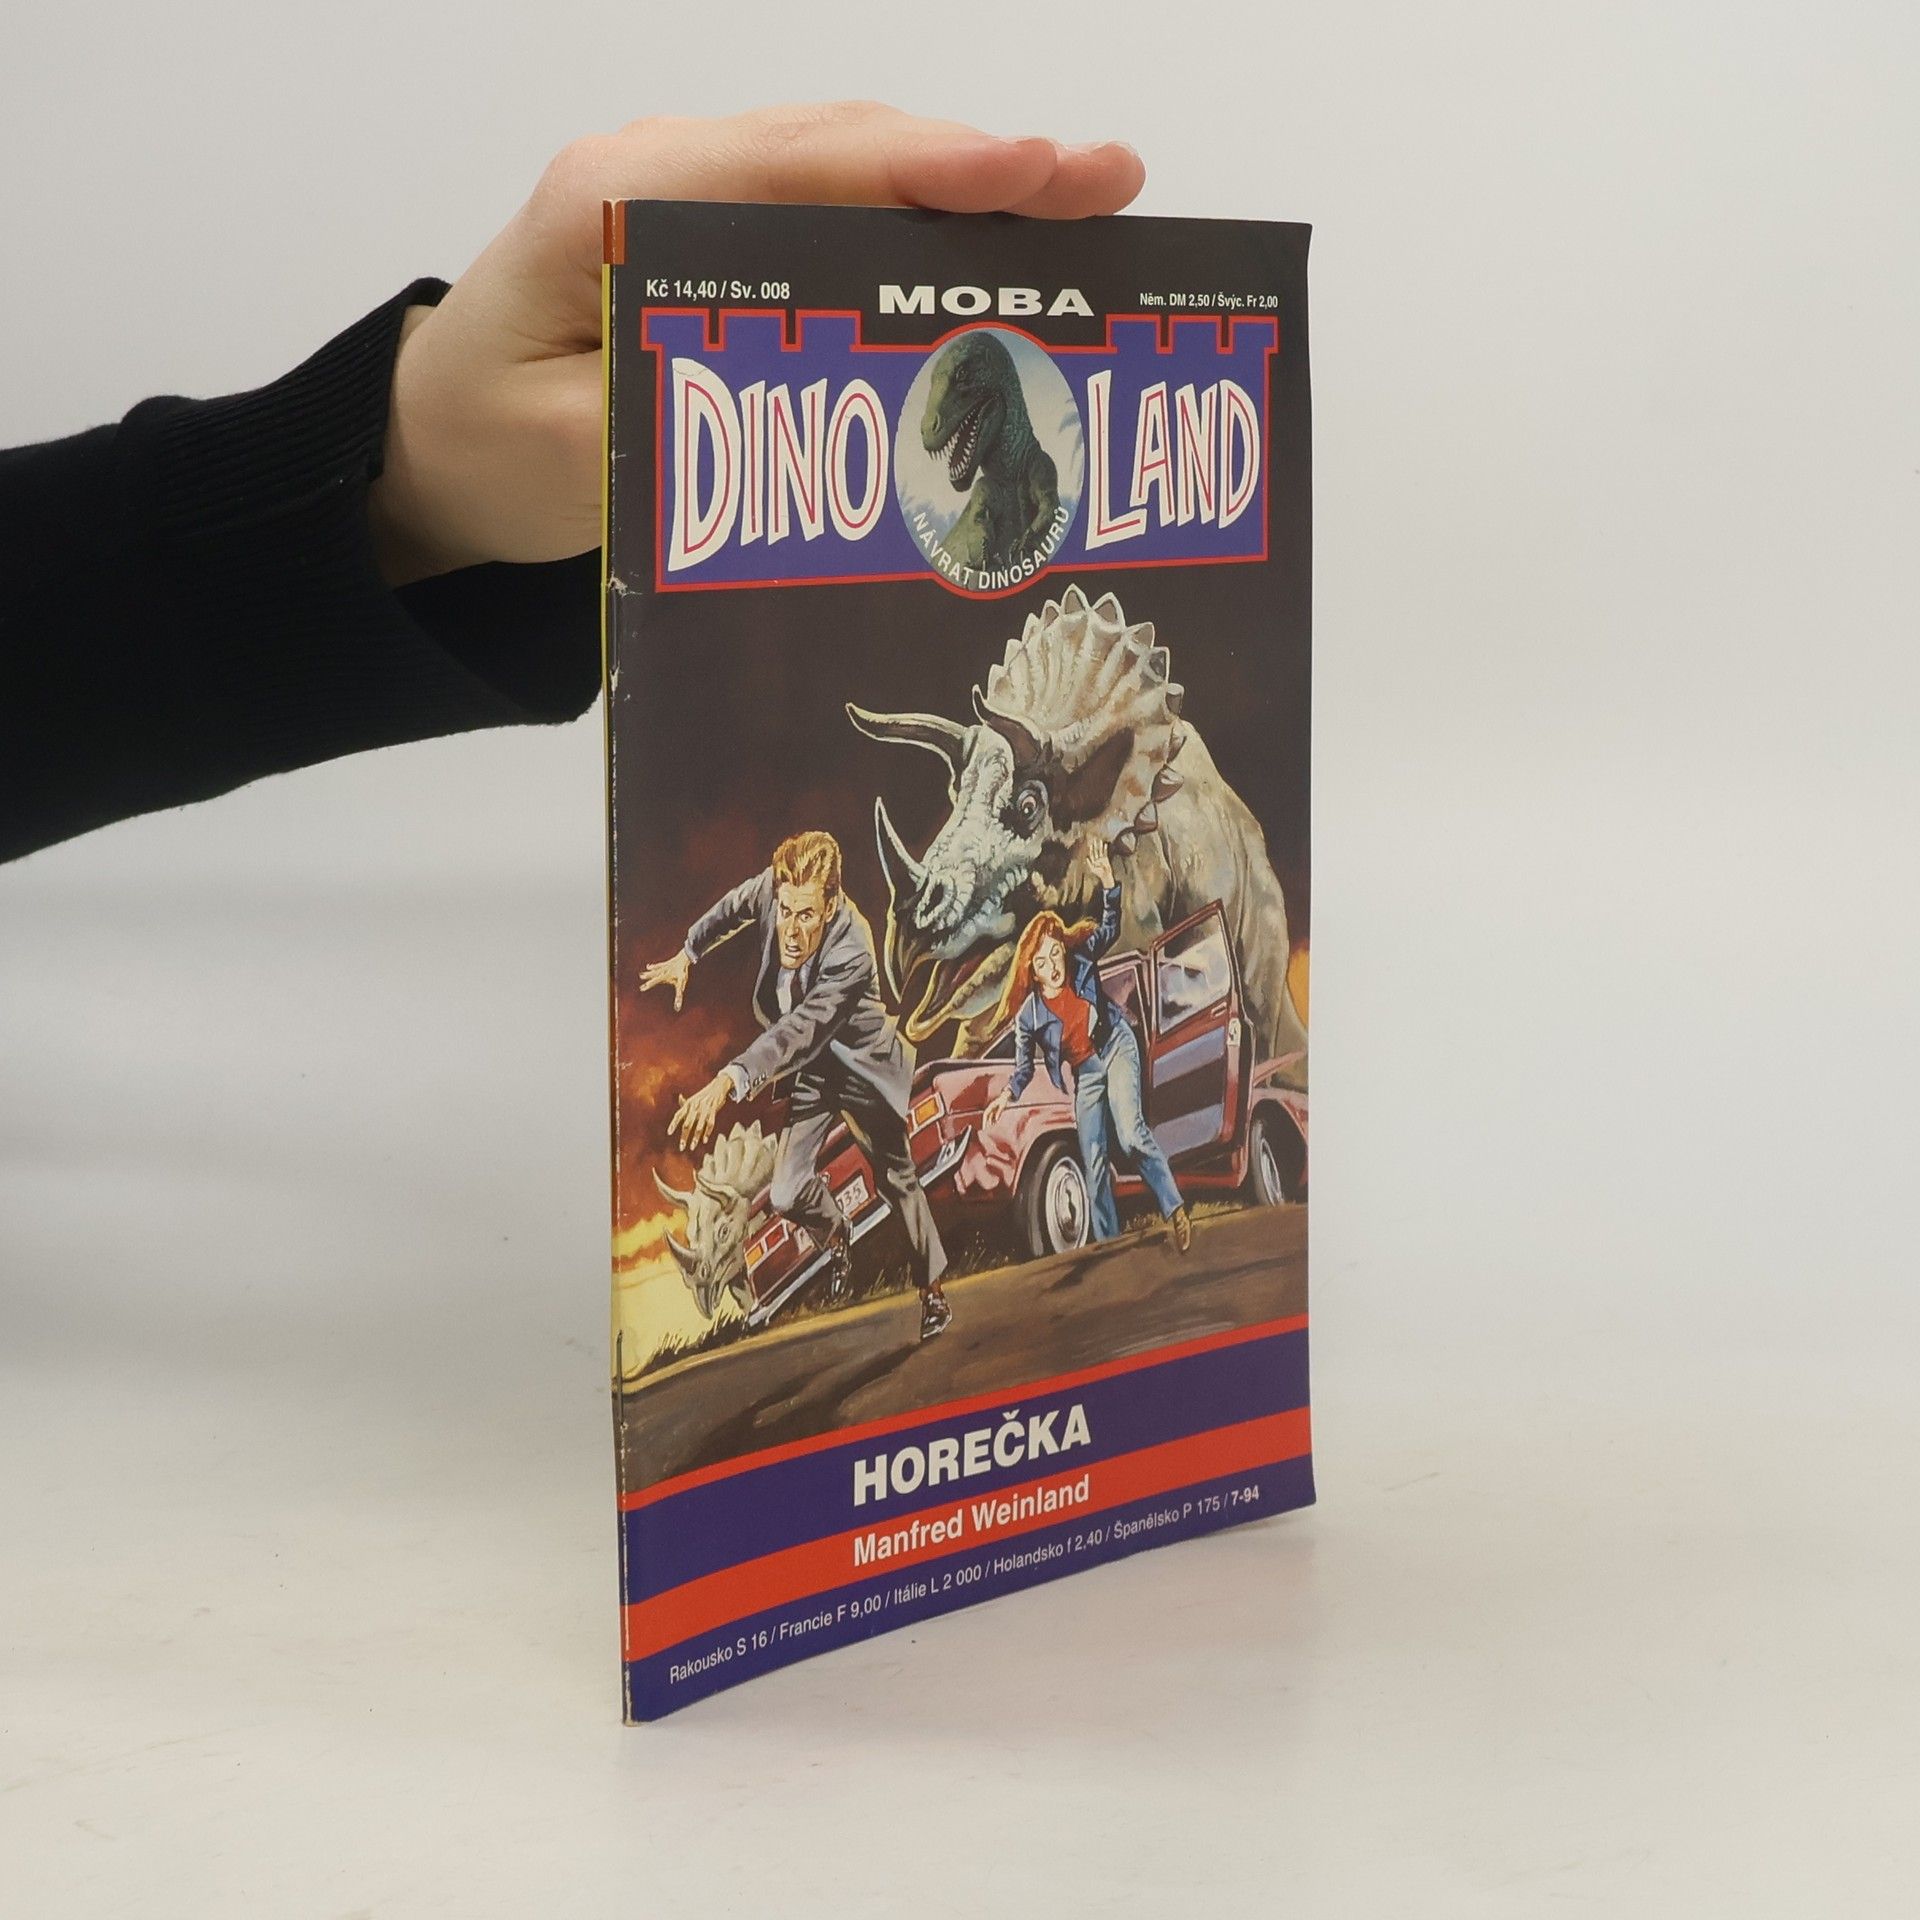 Kč 14,40 / Sv. 008
MOBA
Něm. DM 2,50 / Švýc. Fr 2,00
DINO LAND
NÁVRAT DINOSAURŮ
135
HOREČKA
Manfred Weinland
Rakousko S 16 / Francie F 9,00 / Itálie L 2 000 / Holandsko f 2,40 / Španělsko P 175 / 7-94